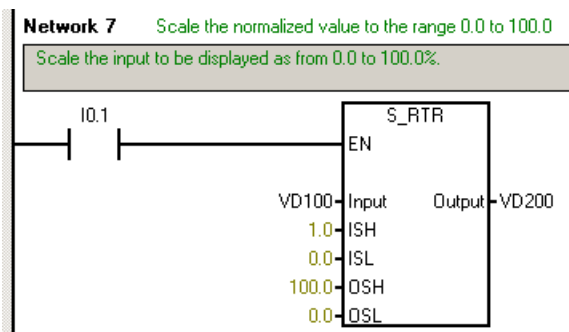 Network 7 Scale the normalized value to the range 0.0 to 100.0
Scale the input to be displayed as from 0.0 to 100.0%.
I0.1
S_RTR
EN
VD100 Input Output VD200
1.0 ISH
0.0 ISL
100.0 OSH
0.0 OSL